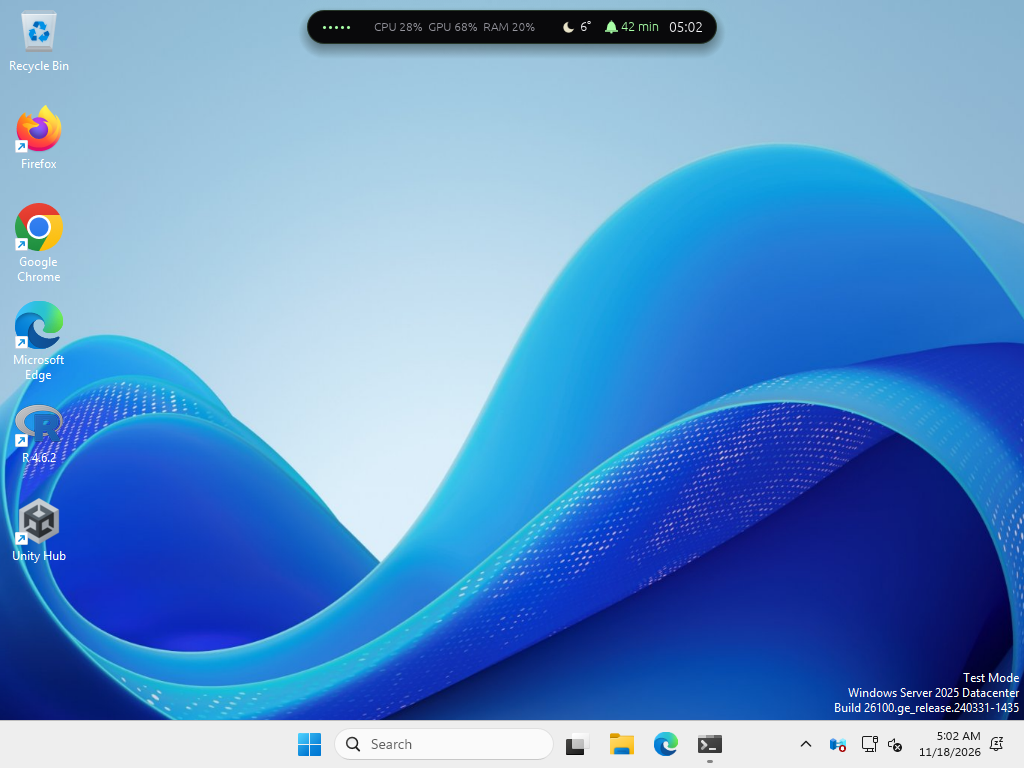 CPU 28% GPU 68% RAM 20% 6° 42 min 05:02
Recycle Bin
Firefox
Google
Chrome
Microsoft
Edge
R 4.6.2
Unity Hub
Test Mode
Windows Server 2025 Datacenter
Build 26100.ge_release.240331-1435
Search
5:02 AM
11/18/2026